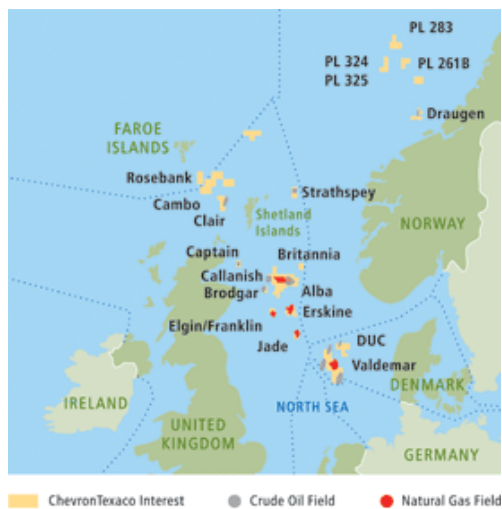 PL 283
PL 324
PL 261B
PL 325
Draugen
FAROE
ISLANDS
Rosebank
Strathspey
Cambo
Shetland
Islands
Clair
NORWAY
Captain
Britannia
Callanish
Brodgar
Alba
Erskine
Elgin/Franklin
Jade
DUC
Valdemar
DENMARK
IRELAND
NORTH SEA
UNITED
KINGDOM
GERMANY
ChevronTexaco Interest
Crude Oil Field
Natural Gas Field